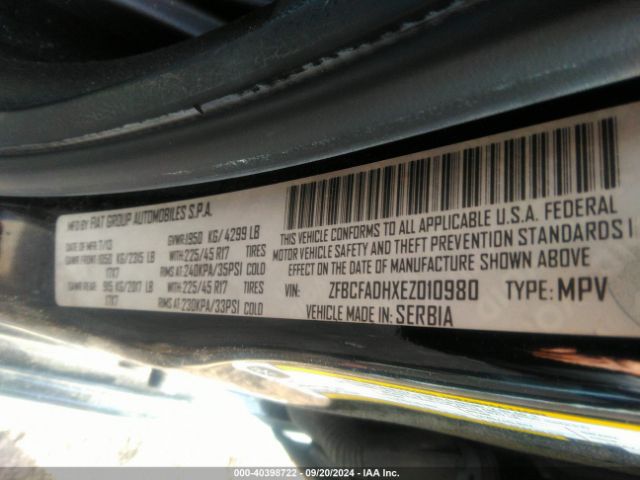 MFD BY FIAT GROUP AUTOMOBILES S.P.A.
DATE OF MFR 7/13 GVWR:1950 KG/4299 LB
GAWR FRONT 1050 KG/2315 LB WITH:225/45 R17 TIRES
17X7 RIMS AT:240KPA/35PSI COLD
GAWR REAR 915 KG/2017 LB WITH:225/45 R17 TIRES
17X7 RIMS AT:230KPA/33PSI COLD
THIS VEHICLE CONFORMS TO ALL APPLICABLE U.S.A. FEDERAL
MOTOR VEHICLE SAFETY AND THEFT PREVENTION STANDARDS I
EFFECT ON THE DATE OF MANUFACTURE SHOWN ABOVE
VIN: ZFBCFADHXEZ010980 TYPE: MPV
VEHICLE MADE IN: SERBIA
000-40398722 - 09/20/2024 - IAA Inc.